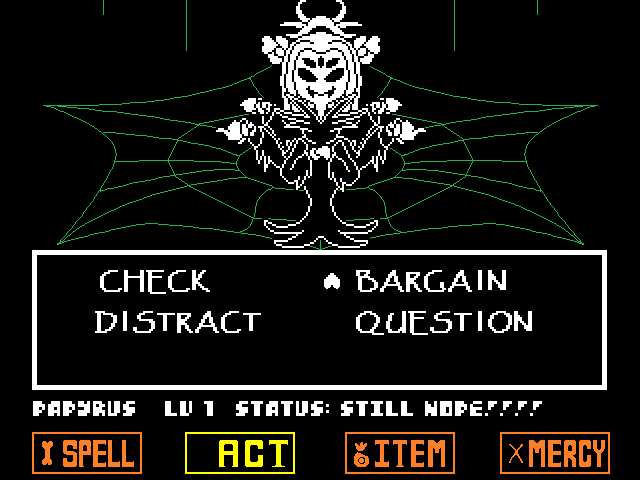 CHECK BARGAIN
DISTRACT QUESTION
PAPYRUS LV 1 STATUS: STILL NOPE!!!!
SPELL ACT ITEM MERCY